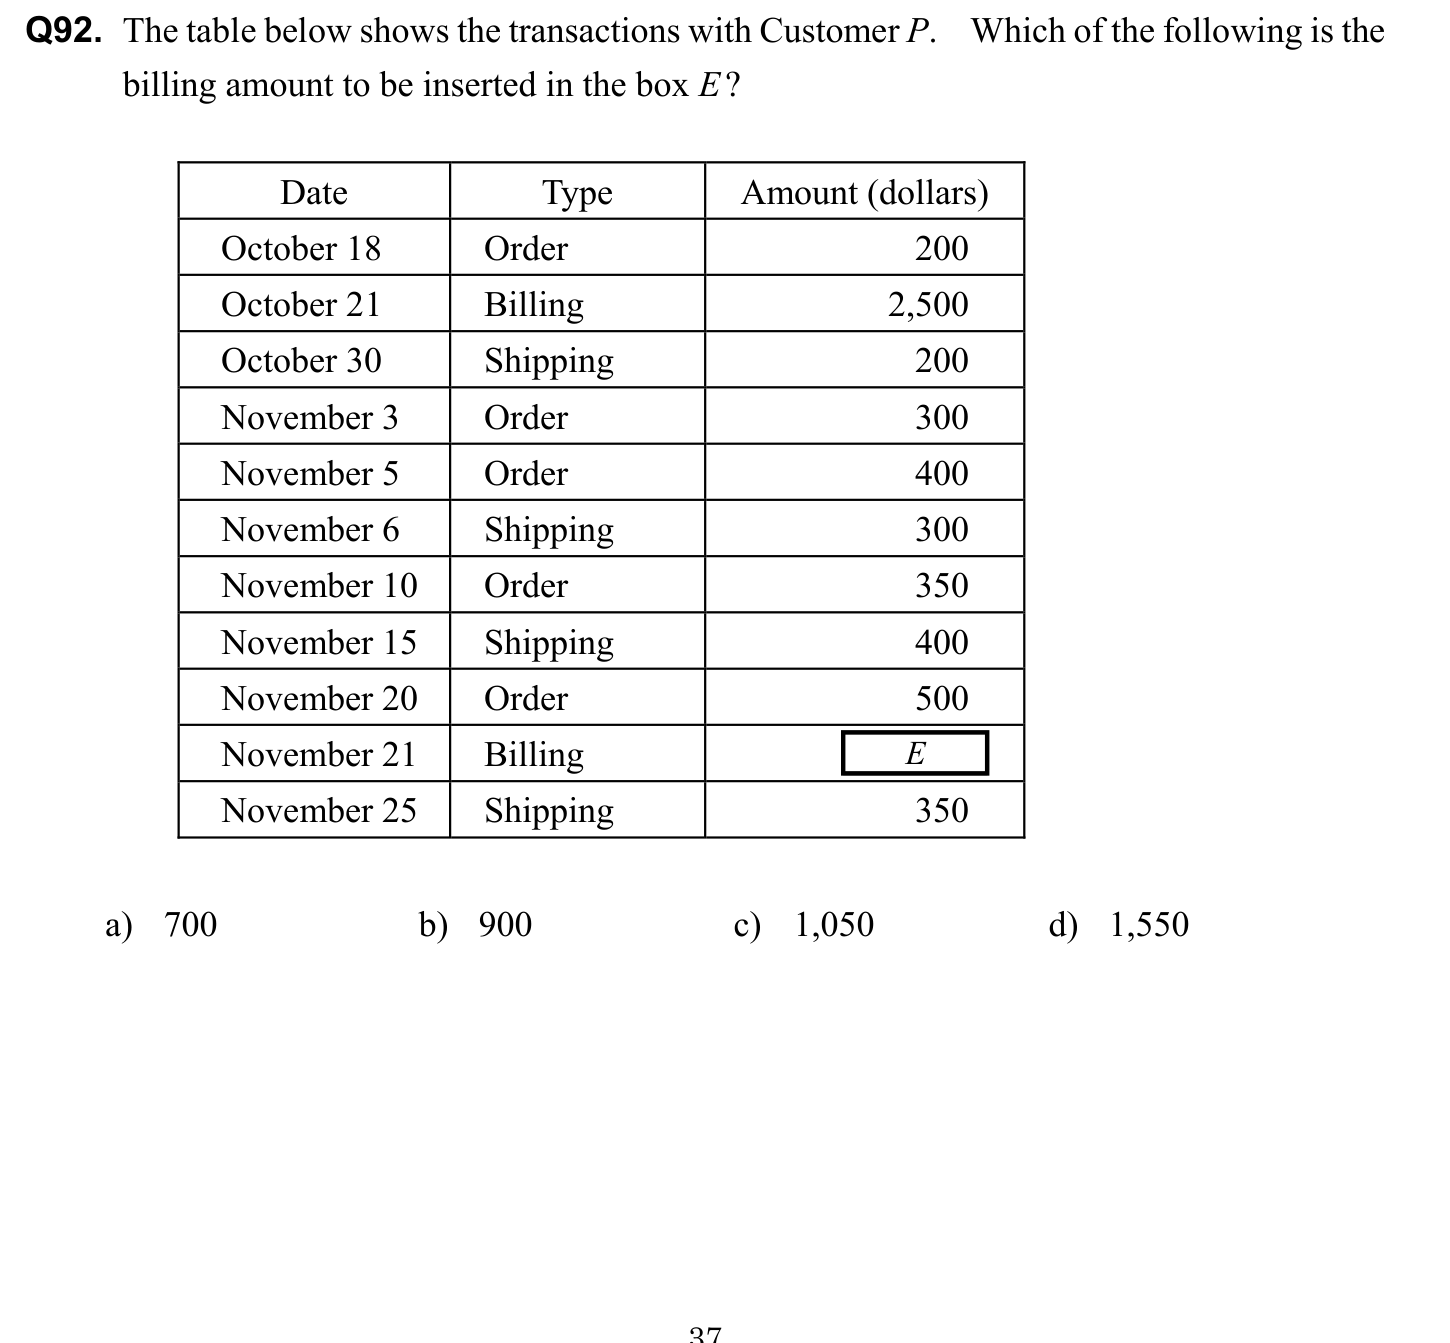 Q92. The table below shows the transactions with Customer P. Which of the following is the
billing amount to be inserted in the box E?
Date Type Amount (dollars)
October 18 Order 200
October 21 Billing 2,500
October 30 Shipping 200
November 3 Order 300
November 5 Order 400
November 6 Shipping 300
November 10 Order 350
November 15 Shipping 400
November 20 Order 500
November 21 Billing E
November 25 Shipping 350
a) 700 b) 900 c) 1,050 d) 1,550
37